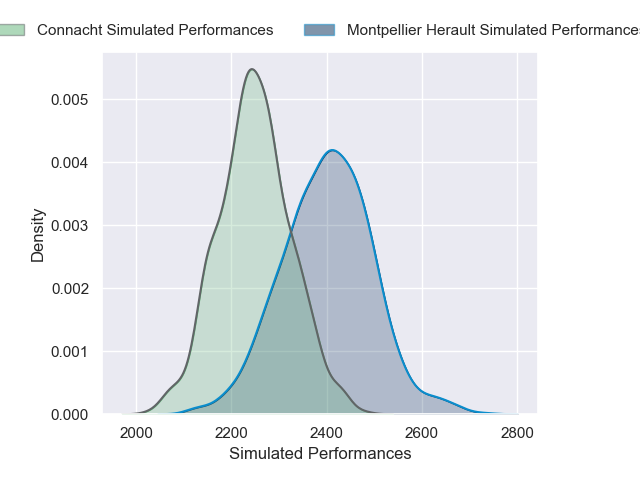 Connacht Simulated Performances
Montpellier Herault Simulated Performances
0.005
0.004
0.003
0.002
0.001
0.000
Density
2000 2200 2400 2600 2800
Simulated Performances